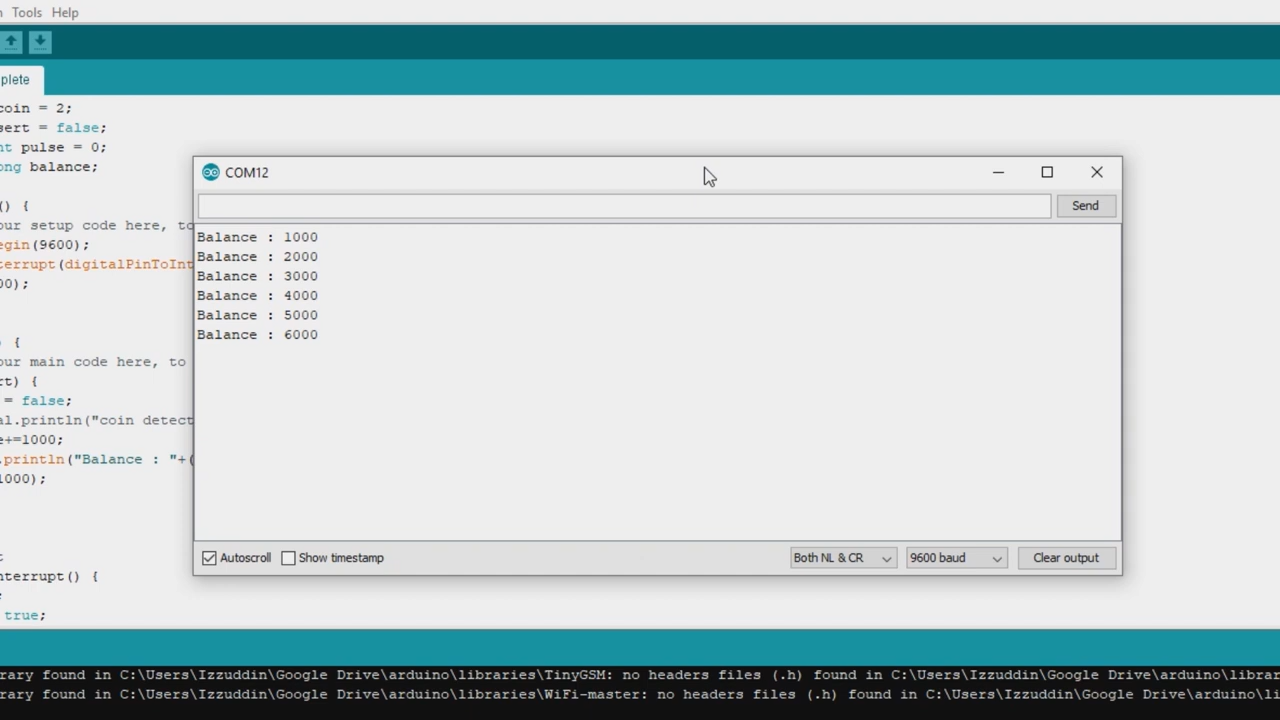 Tools Help
plete
coin = 2;
sert = false;
nt pulse = 0;
ong balance;
() {
our setup code here, to
egin(9600);
terrupt(digitalPinToInt
00);
) {
our main code here, to
rt) {
= false;
al.println("coin detect
e+=1000;
.println("Balance : "+(
1000);
t
nterrupt() {
;
true;
COM12
Send
Balance : 1000
Balance : 2000
Balance : 3000
Balance : 4000
Balance : 5000
Balance : 6000
Autoscroll Show timestamp Both NL & CR 9600 baud Clear output
rary found in C:\Users\Izzuddin\Google Drive\arduino\libraries\TinyGSM: no headers files (.h) found in C:\Users\Izzuddin\Google Drive\arduino\librar
rary found in C:\Users\Izzuddin\Google Drive\arduino\libraries\WiFi-master: no headers files (.h) found in C:\Users\Izzuddin\Google Drive\arduino\li